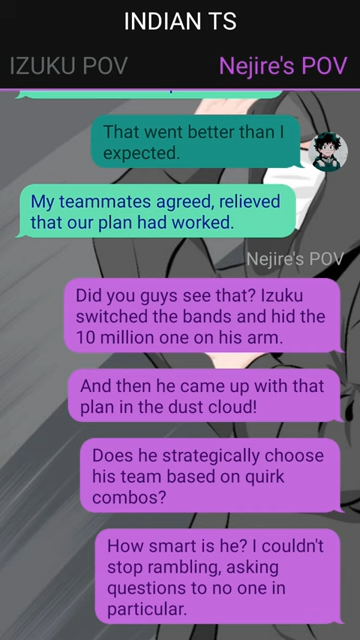 INDIAN TS
IZUKU POV
Nejire's POV
That went better than I
expected.
My teammates agreed, relieved
that our plan had worked.
Nejire's POV
Did you guys see that? Izuku
switched the bands and hid the
10 million one on his arm.
And then he came up with that
plan in the dust cloud!
Does he strategically choose
his team based on quirk
combos?
How smart is he? I couldn't
stop rambling, asking
questions to no one in
particular.